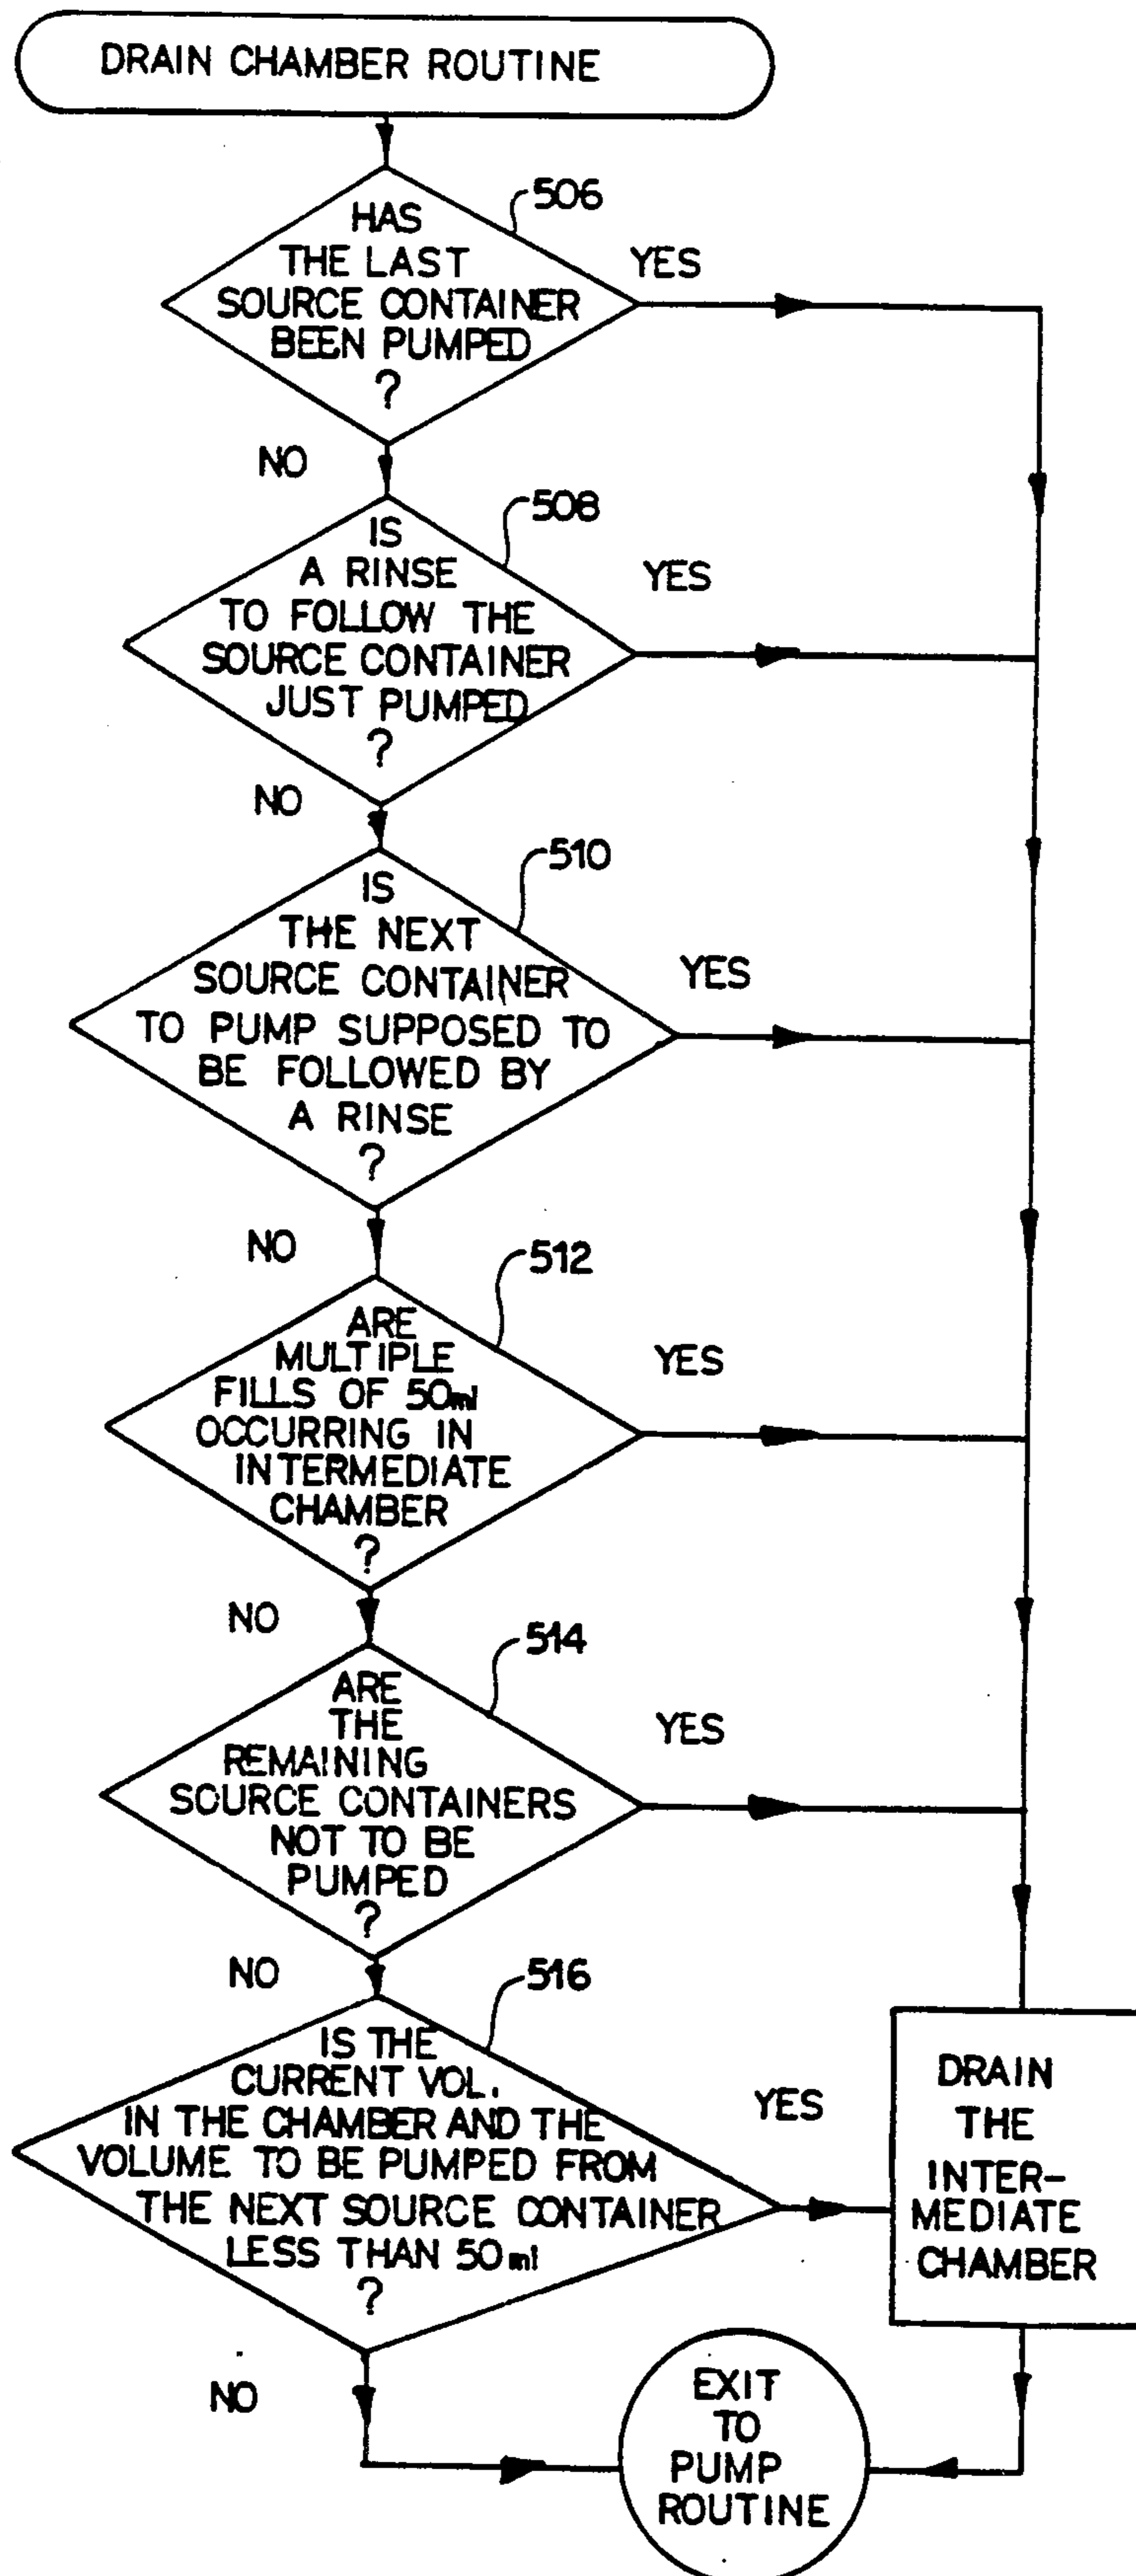 DRAIN CHAMBER ROUTINE
506
HAS
THE LAST
SOURCE CONTAINER
BEEN PUMPED
?
YES
NO
508
IS
A RINSE
TO FOLLOW THE
SOURCE CONTAINER
JUST PUMPED
?
YES
NO
510
IS
THE NEXT
SOURCE CONTAINER
TO PUMP SUPPOSED TO
BE FOLLOWED BY
A RINSE
?
YES
NO
512
ARE
MULTIPLE
FILLS OF 50ml
OCCURRING IN
INTERMEDIATE
CHAMBER
?
YES
NO
514
ARE
THE
REMAINING
SOURCE CONTAINERS
NOT TO BE
PUMPED
?
YES
NO
516
IS THE
CURRENT VOL.
IN THE CHAMBER AND THE
VOLUME TO BE PUMPED FROM
THE NEXT SOURCE CONTAINER
LESS THAN 50ml
?
YES
NO
DRAIN
THE
INTER-
MEDIATE
CHAMBER
EXIT
TO
PUMP
ROUTINE